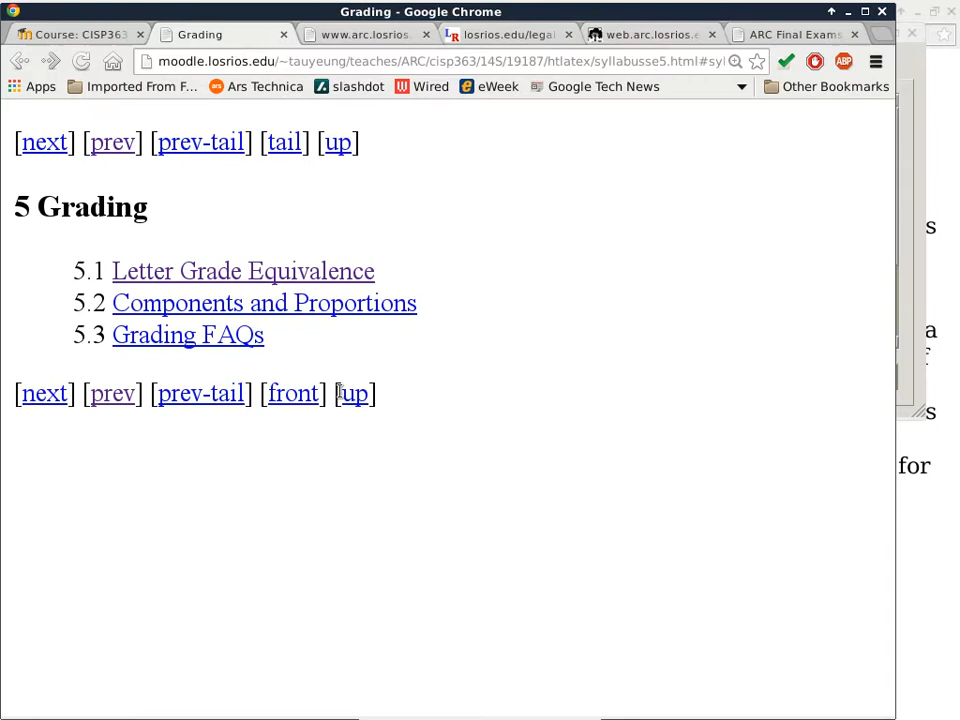 Grading - Google Chrome
Course: CISP363
Grading
www.arc.losrios.
losrios.edu/legal
web.arc.losrios.e
ARC Final Exams
moodle.losrios.edu/~tauyeung/teaches/ARC/cisp363/14S/19187/htlatex/syllabusse5.html#syl
Apps
Imported From F...
Ars Technica
slashdot
Wired
eWeek
Google Tech News
Other Bookmarks
[next] [prev] [prev-tail] [tail] [up]
5 Grading
s
5.1 Letter Grade Equivalence
5.2 Components and Proportions
5.3 Grading FAQs
a
[next] [prev] [prev-tail] [front] [up]
s
for